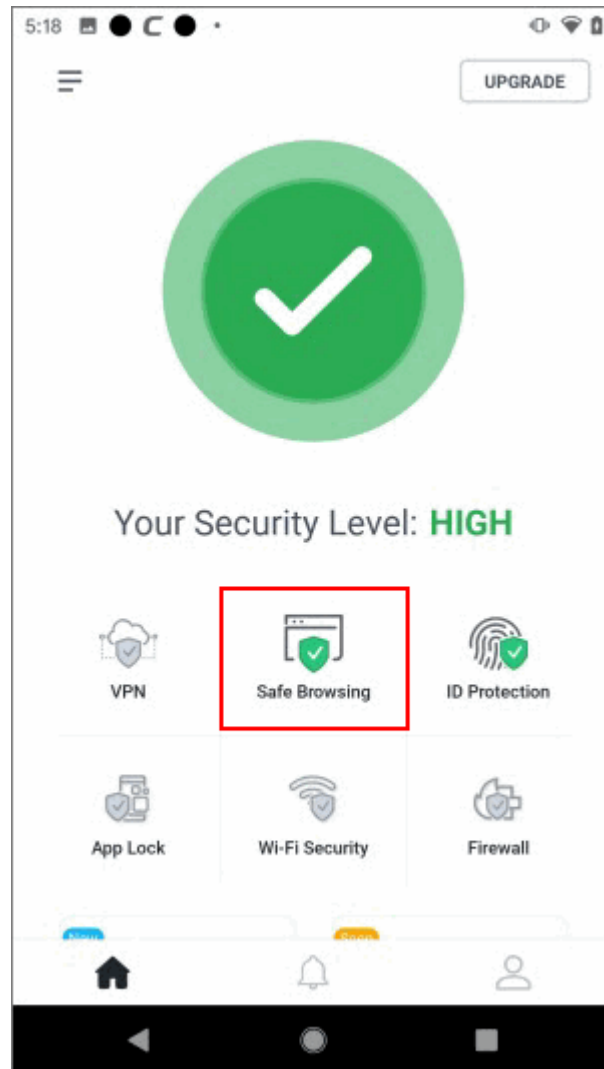 5:18
UPGRADE
Your Security Level: HIGH
VPN
Safe Browsing
ID Protection
App Lock
Wi-Fi Security
Firewall
New
Soon